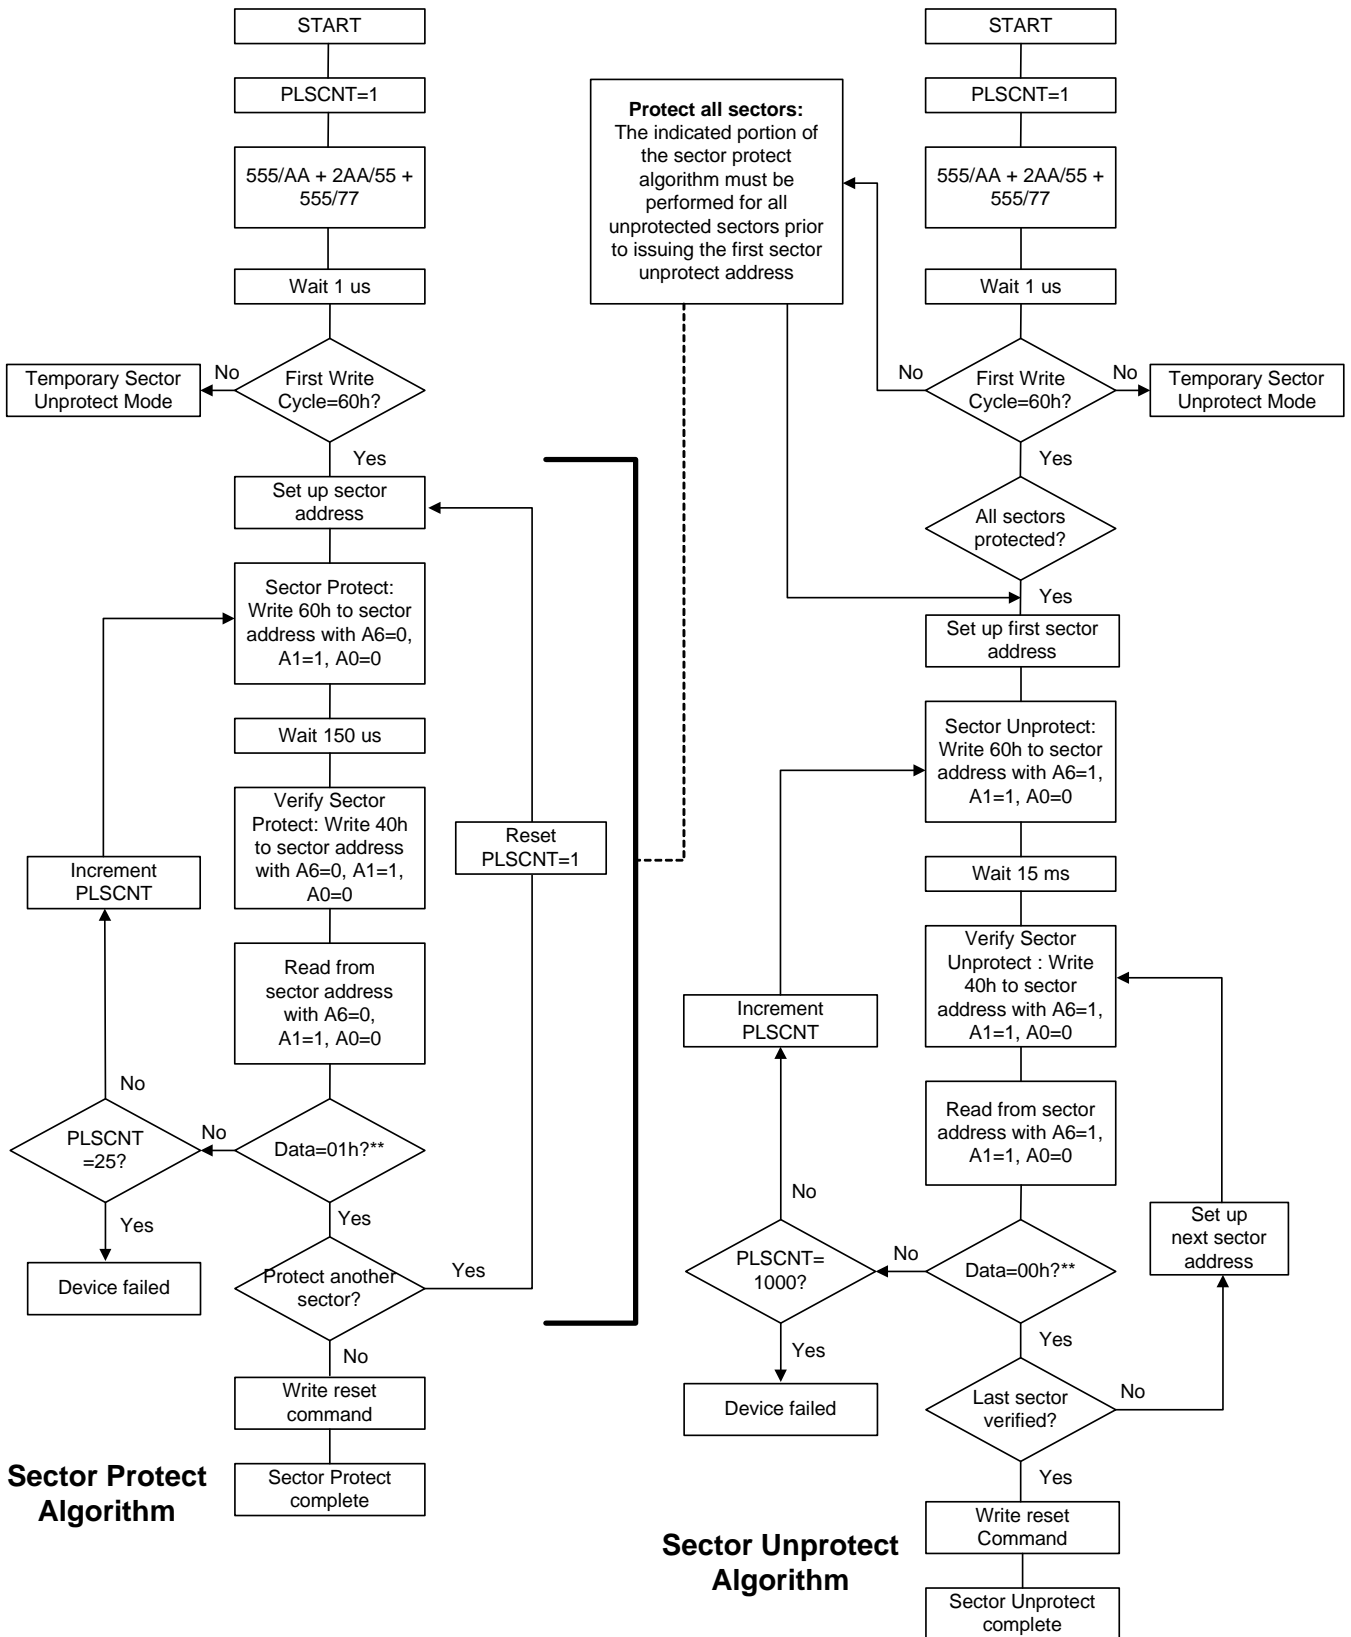 START
PLSCNT=1
555/AA + 2AA/55 +
555/77
Wait 1 us
First Write
Cycle=60h?
No
Temporary Sector
Unprotect Mode
Yes
Set up sector
address
Sector Protect:
Write 60h to sector
address with A6=0,
A1=1, A0=0
Wait 150 us
Verify Sector
Protect: Write 40h
to sector address
with A6=0, A1=1,
A0=0
Reset
PLSCNT=1
Increment
PLSCNT
Read from
sector address
with A6=0,
A1=1, A0=0
No
PLSCNT
=25?
No
Data=01h?**
Yes
Yes
Device failed
Protect another
sector?
Yes
No
Write reset
command
Sector Protect
complete
Sector Protect
Algorithm
Protect all sectors:
The indicated portion of
the sector protect
algorithm must be
performed for all
unprotected sectors prior
to issuing the first sector
unprotect address
START
PLSCNT=1
555/AA + 2AA/55 +
555/77
Wait 1 us
No
First Write
Cycle=60h?
No
Temporary Sector
Unprotect Mode
Yes
All sectors
protected?
Yes
Set up first sector
address
Sector Unprotect:
Write 60h to sector
address with A6=1,
A1=1, A0=0
Wait 15 ms
Verify Sector
Unprotect : Write
40h to sector
address with A6=1,
A1=1, A0=0
Increment
PLSCNT
Read from sector
address with A6=1,
A1=1, A0=0
No
Set up
next sector
address
PLSCNT=
1000?
No
Data=00h?**
Yes
Yes
Device failed
Last sector
verified?
No
Yes
Write reset
Command
Sector Unprotect
complete
Sector Unprotect
Algorithm